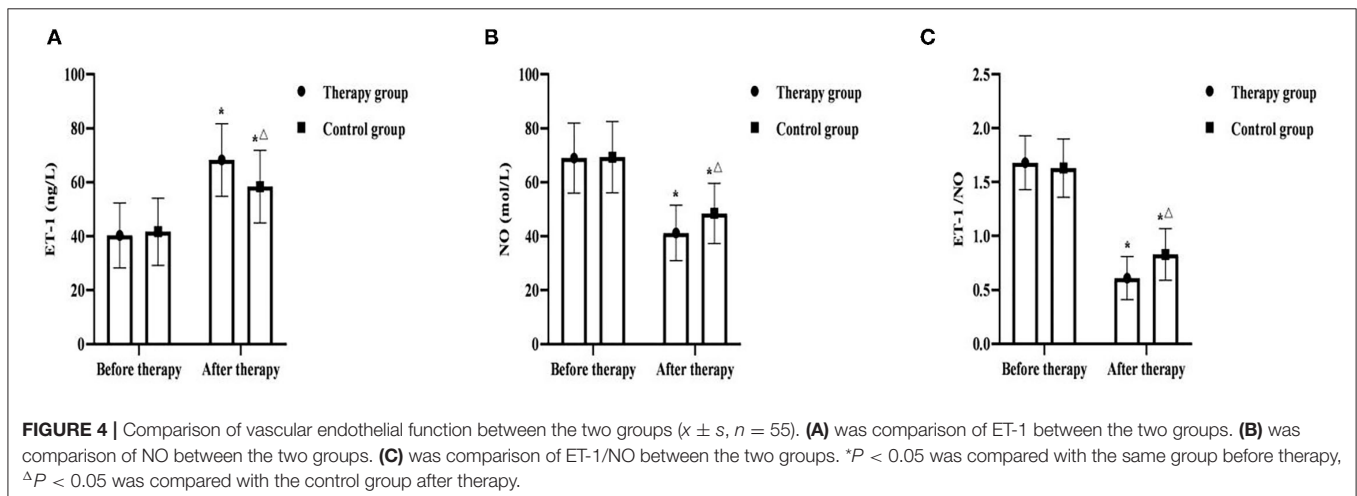 A
100
80
60
40
20
0
ET-1 (ng/L)
*
*△
Before therapy After therapy
Therapy group
Control group
B
100
80
60
40
20
0
NO (mol/L)
*
*△
Before therapy After therapy
Therapy group
Control group
C
2.5
2.0
1.5
1.0
0.5
0.0
ET-1 /NO
*
*△
Before therapy After therapy
Therapy group
Control group
FIGURE 4 | Comparison of vascular endothelial function between the two groups (x ± s, n = 55). (A) was comparison of ET-1 between the two groups. (B) was
comparison of NO between the two groups. (C) was comparison of ET-1/NO between the two groups. *P < 0.05 was compared with the same group before therapy,
△P < 0.05 was compared with the control group after therapy.